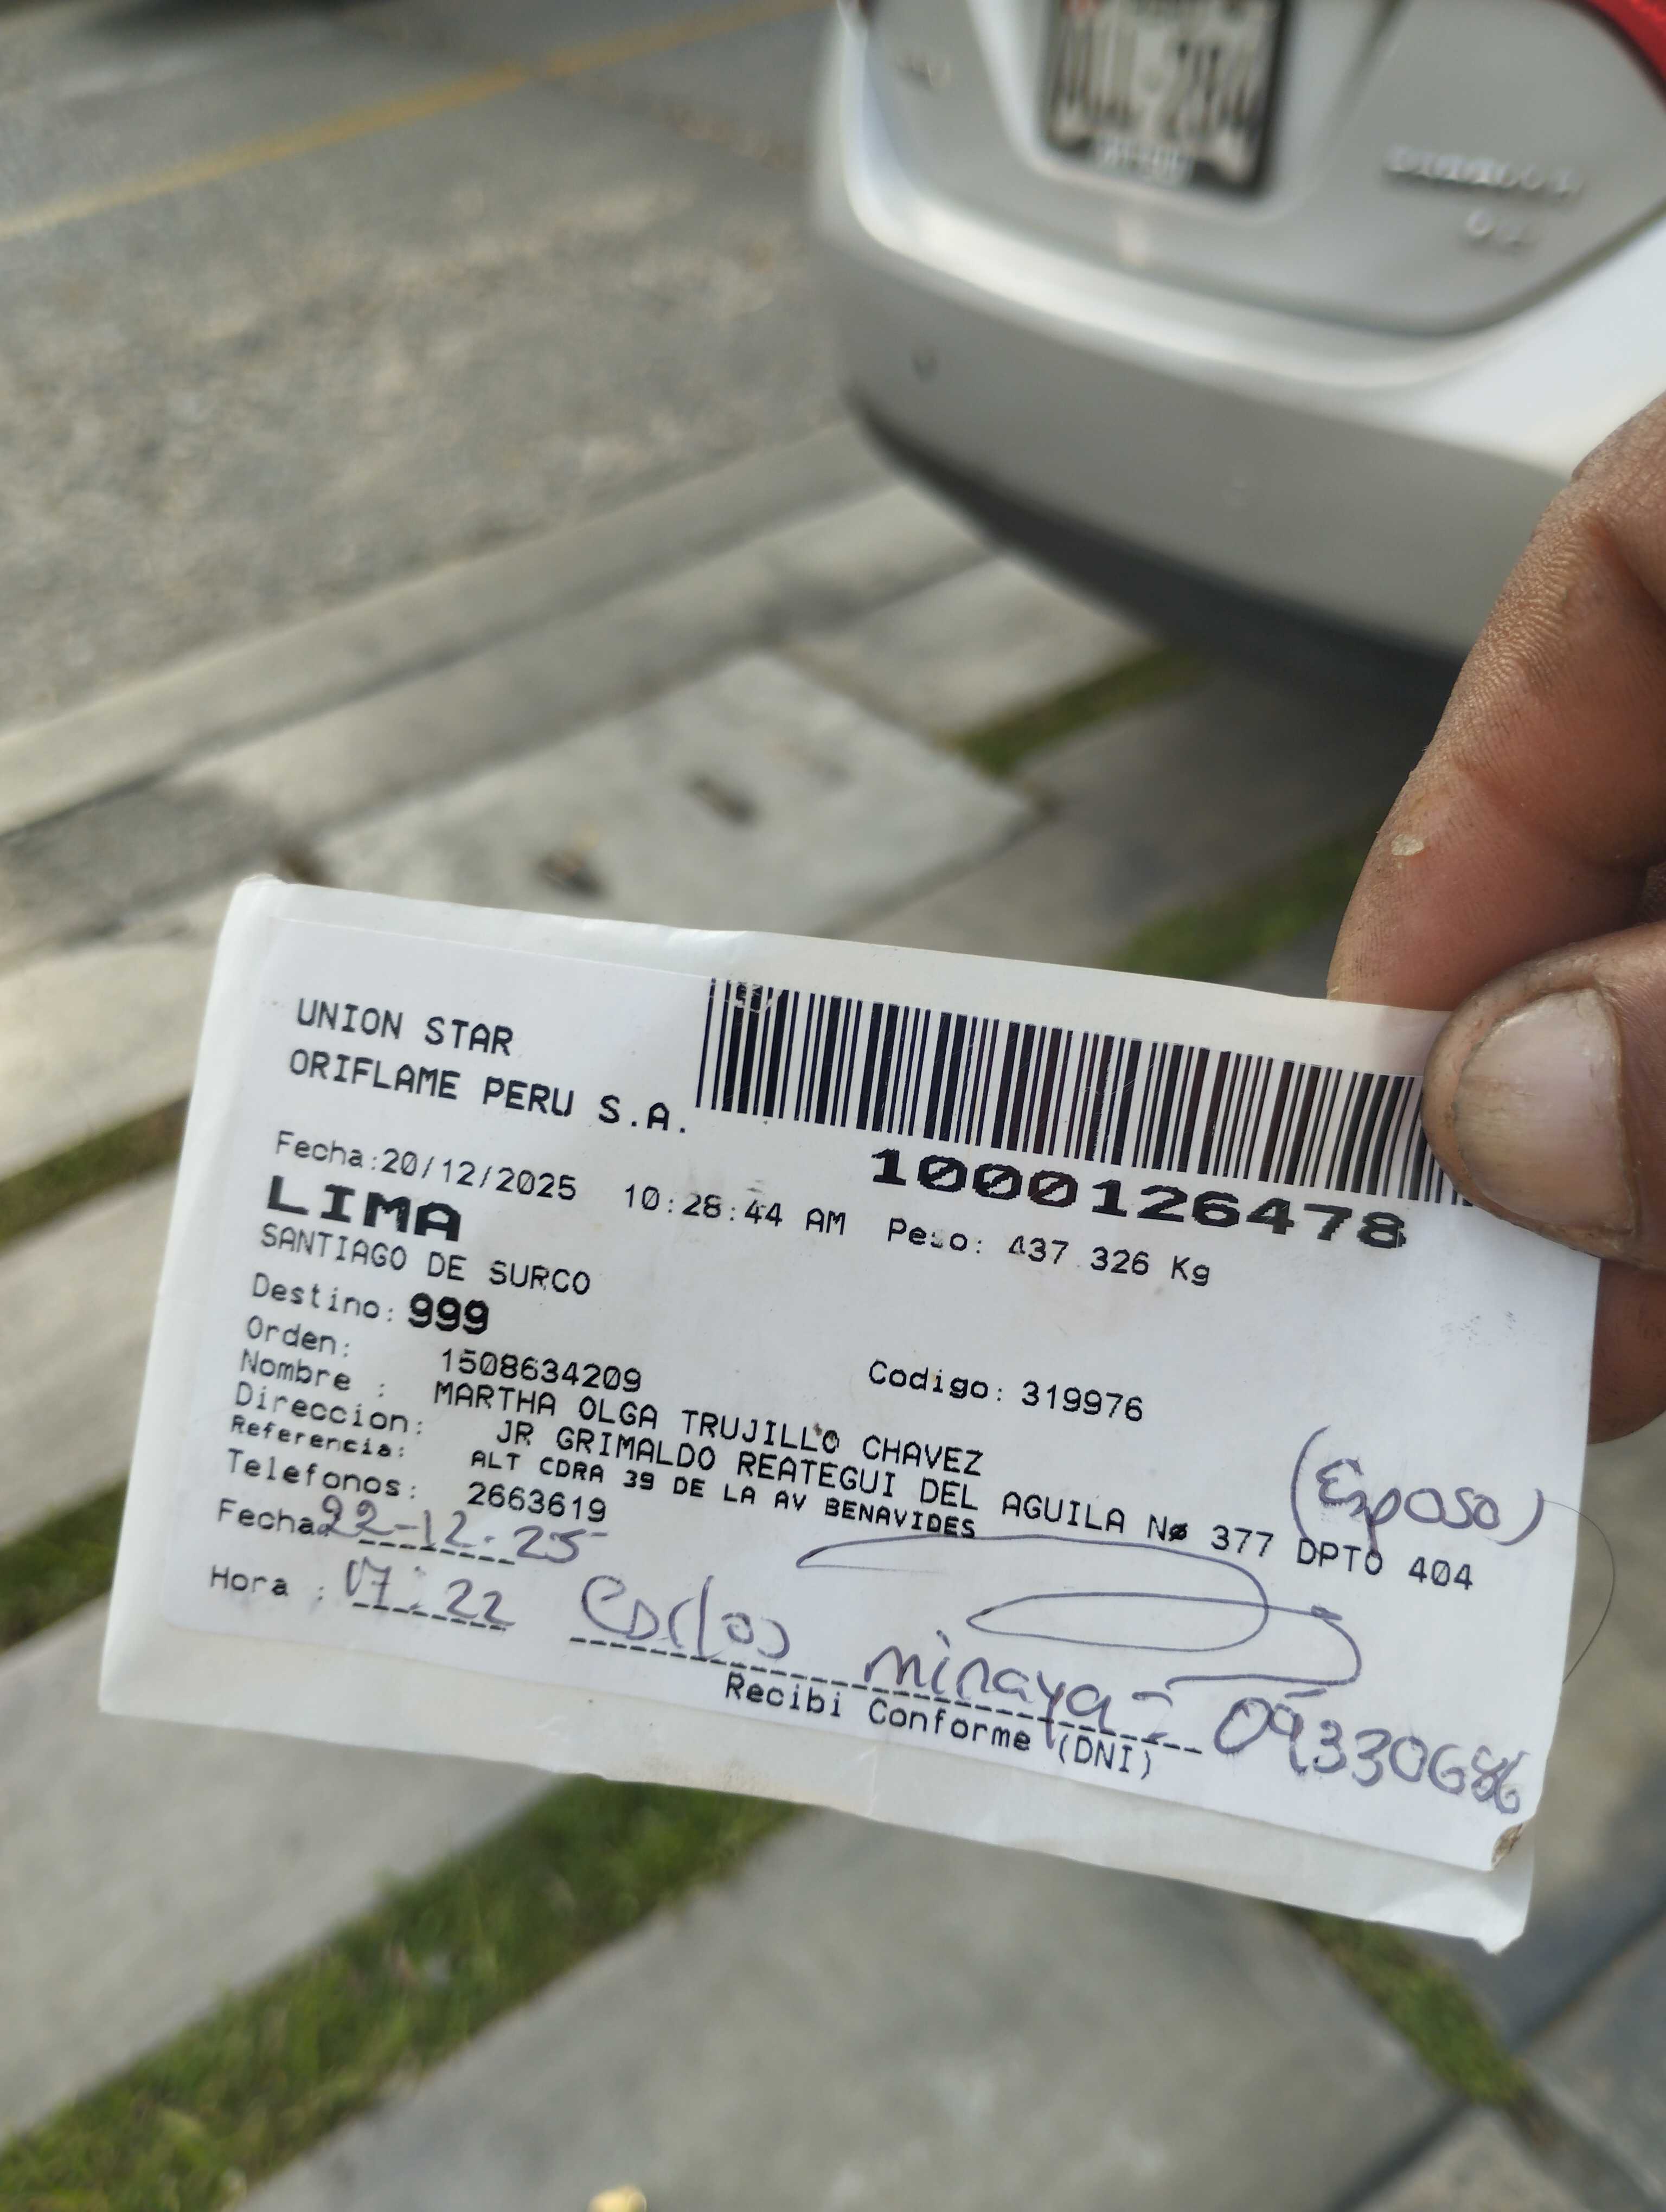 UNION STAR
ORIFLAME PERU S.A.
1000126478
Fecha:20/12/2025 10:28:44 AM Peso: 437.326 Kg
LIMA
SANTIAGO DE SURCO
Destino: 999
Orden: 1508634209 Codigo: 319976
Nombre : MARTHA OLGA TRUJILLO CHAVEZ
Direccion: JR GRIMALDO REATEGUI DEL AGUILA Nø 377 DPTO 404
Referencia: ALT CDRA 39 DE LA AV BENAVIDES
Telefonos: 2663619
(Esposo)
Fecha 22-12-25
Hora : 07:22
Carlos minaya - 09330686
Recibi Conforme (DNI)